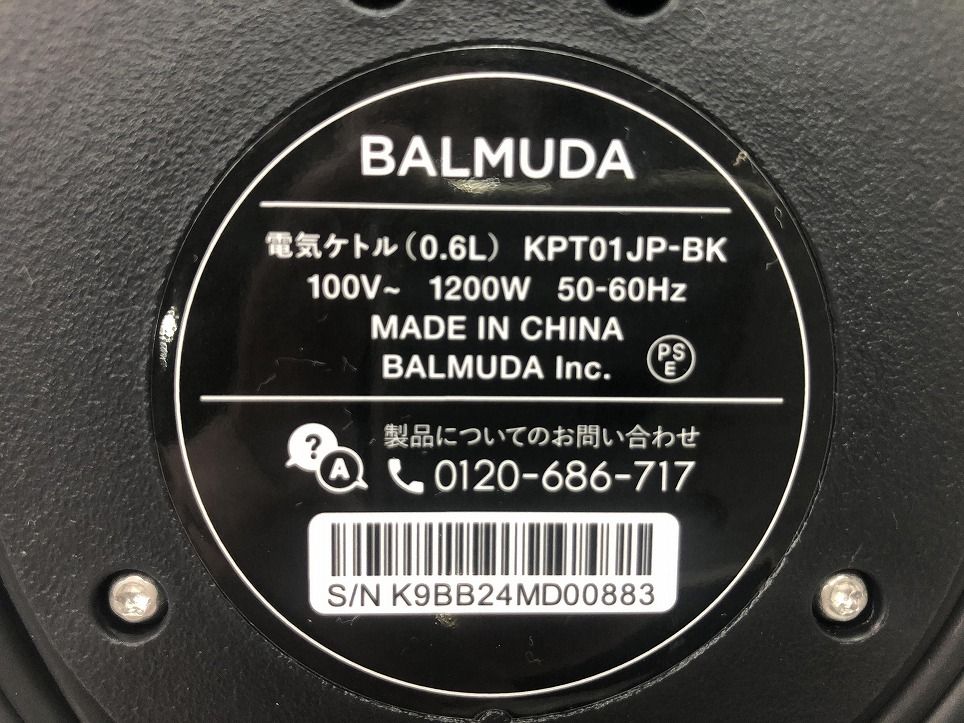 BALMUDA
電気ケトル（0.6L） KPT01JP-BK
100V~ 1200W 50-60Hz
MADE IN CHINA
BALMUDA Inc.
PS
E
?
A
製品についてのお問い合わせ
0120-686-717
S/N K9BB24MD00883